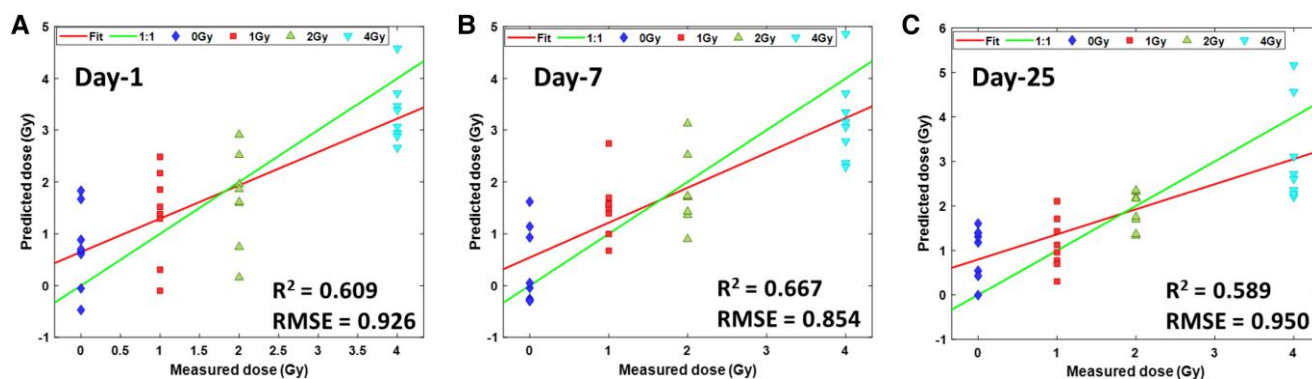 A
Fit 1:1 0Gy 1Gy 2Gy 4Gy
Day-1
Predicted dose (Gy)
5
4
3
2
1
0
-1
R² = 0.609
RMSE = 0.926
0 0.5 1 1.5 2 2.5 3 3.5 4
Measured dose (Gy)
B
Fit 1:1 0Gy 1Gy 2Gy 4Gy
Day-7
Predicted dose (Gy)
5
4
3
2
1
0
-1
R² = 0.667
RMSE = 0.854
0 1 2 3 4
Measured dose (Gy)
C
Fit 1:1 0Gy 1Gy 2Gy 4Gy
Day-25
Predicted dose (Gy)
6
5
4
3
2
1
0
-1
R² = 0.589
RMSE = 0.950
0 1 2 3 4
Measured dose (Gy)